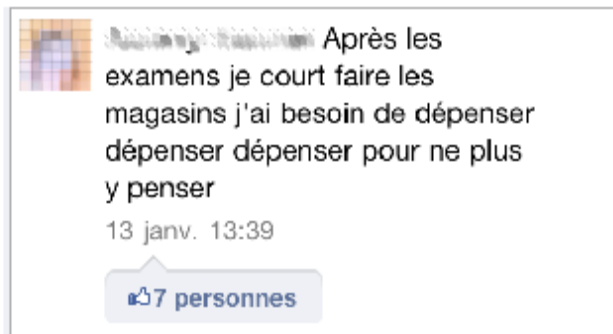 Après les
examens je court faire les
magasins j'ai besoin de dépenser
dépenser dépenser pour ne plus
y penser
13 janv. 13:39
7 personnes